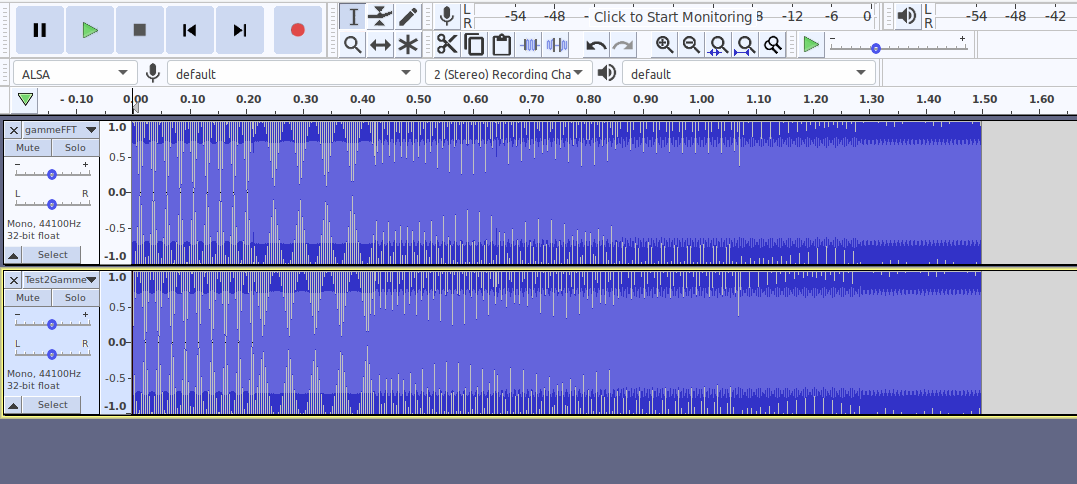 L
R
-54 -48 - Click to Start Monitoring 8 -12 -6 0
L
R
-54 -48 -42
- +
ALSA default 2 (Stereo) Recording Cha default
- 0.10 0.00 0.10 0.20 0.30 0.40 0.50 0.60 0.70 0.80 0.90 1.00 1.10 1.20 1.30 1.40 1.50 1.60
gammeFFT
Mute Solo
- +
L R
Mono, 44100Hz
32-bit float
Select
1.0
0.5
0.0
-0.5
-1.0
Test2Gamme
Mute Solo
- +
L R
Mono, 44100Hz
32-bit float
Select
1.0
0.5
0.0
-0.5
-1.0